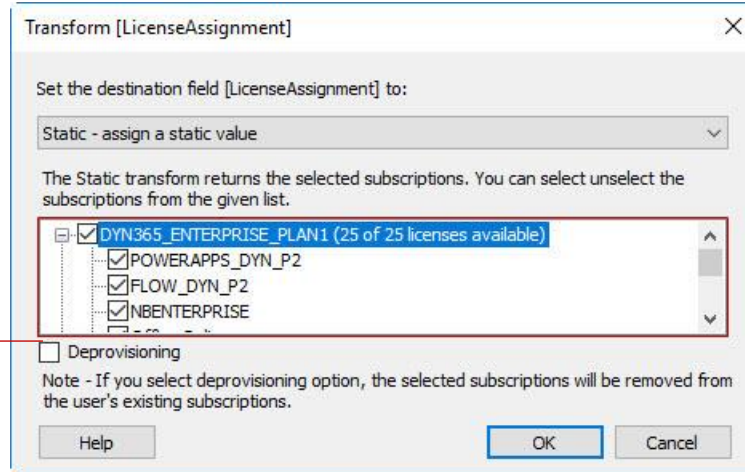 Transform [LicenseAssignment]
Set the destination field [LicenseAssignment] to:
Static - assign a static value
The Static transform returns the selected subscriptions. You can select unselect the
subscriptions from the given list.
DYN365_ENTERPRISE_PLAN1 (25 of 25 licenses available)
POWERAPPS_DYN_P2
FLOW_DYN_P2
NBENTERPRISE
Deprovisioning
Note - If you select deprovisioning option, the selected subscriptions will be removed from
the user's existing subscriptions.
Help
OK
Cancel